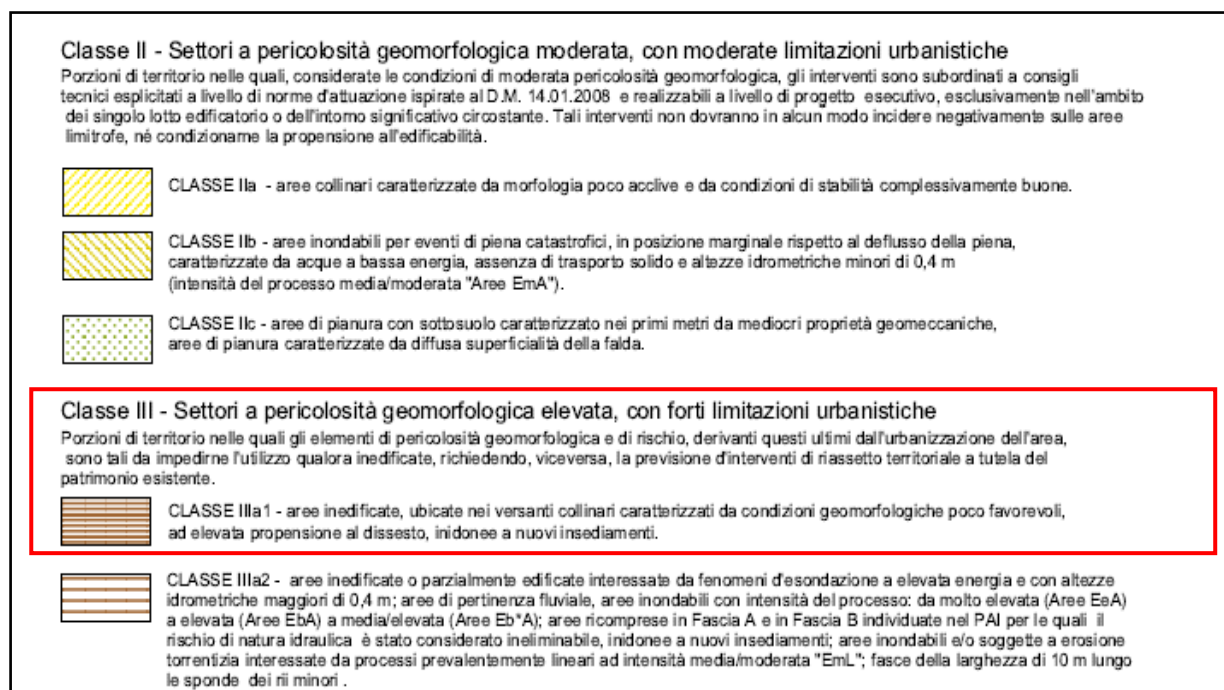 Classe II - Settori a pericolosità geomorfologica moderata, con moderate limitazioni urbanistiche
Porzioni di territorio nelle quali, considerate le condizioni di moderata pericolosità geomorfologica, gli interventi sono subordinati a consigli
tecnici esplicitati a livello di norme d'attuazione ispirate al D.M. 14.01.2008 e realizzabili a livello di progetto esecutivo, esclusivamente nell'ambito
dei singolo lotto edificatorio o dell'intorno significativo circostante. Tali interventi non dovranno in alcun modo incidere negativamente sulle aree
limitrofe, né condizionarne la propensione all'edificabilità.
CLASSE IIa - aree collinari caratterizzate da morfologia poco acclive e da condizioni di stabilità complessivamente buone.
CLASSE IIb - aree inondabili per eventi di piena catastrofici, in posizione marginale rispetto al deflusso della piena,
caratterizzate da acque a bassa energia, assenza di trasporto solido e altezze idrometriche minori di 0,4 m
(intensità del processo media/moderata "Aree EmA").
CLASSE IIc - aree di pianura con sottosuolo caratterizzato nei primi metri da mediocri proprietà geomeccaniche,
aree di pianura caratterizzate da diffusa superficialità della falda.
Classe III - Settori a pericolosità geomorfologica elevata, con forti limitazioni urbanistiche
Porzioni di territorio nelle quali gli elementi di pericolosità geomorfologica e di rischio, derivanti questi ultimi dall'urbanizzazione dell'area,
sono tali da impedirne l'utilizzo qualora inedificate, richiedendo, viceversa, la previsione d'interventi di riassetto territoriale a tutela del
patrimonio esistente.
CLASSE IIIa1 - aree inedificate, ubicate nei versanti collinari caratterizzati da condizioni geomorfologiche poco favorevoli,
ad elevata propensione al dissesto, inidonee a nuovi insediamenti.
CLASSE IIIa2 - aree inedificate o parzialmente edificate interessate da fenomeni d'esondazione a elevata energia e con altezze
idrometriche maggiori di 0,4 m; aree di pertinenza fluviale, aree inondabili con intensità del processo: da molto elevata (Aree EeA)
a elevata (Aree EbA) a media/elevata (Aree Eb*A); aree ricomprese in Fascia A e in Fascia B individuate nel PAI per le quali il
rischio di natura idraulica è stato considerato ineliminabile, inidonee a nuovi insediamenti; aree inondabili e/o soggette a erosione
torrentizia interessate da processi prevalentemente lineari ad intensità media/moderata "EmL"; fasce della larghezza di 10 m lungo
le sponde dei rii minori .